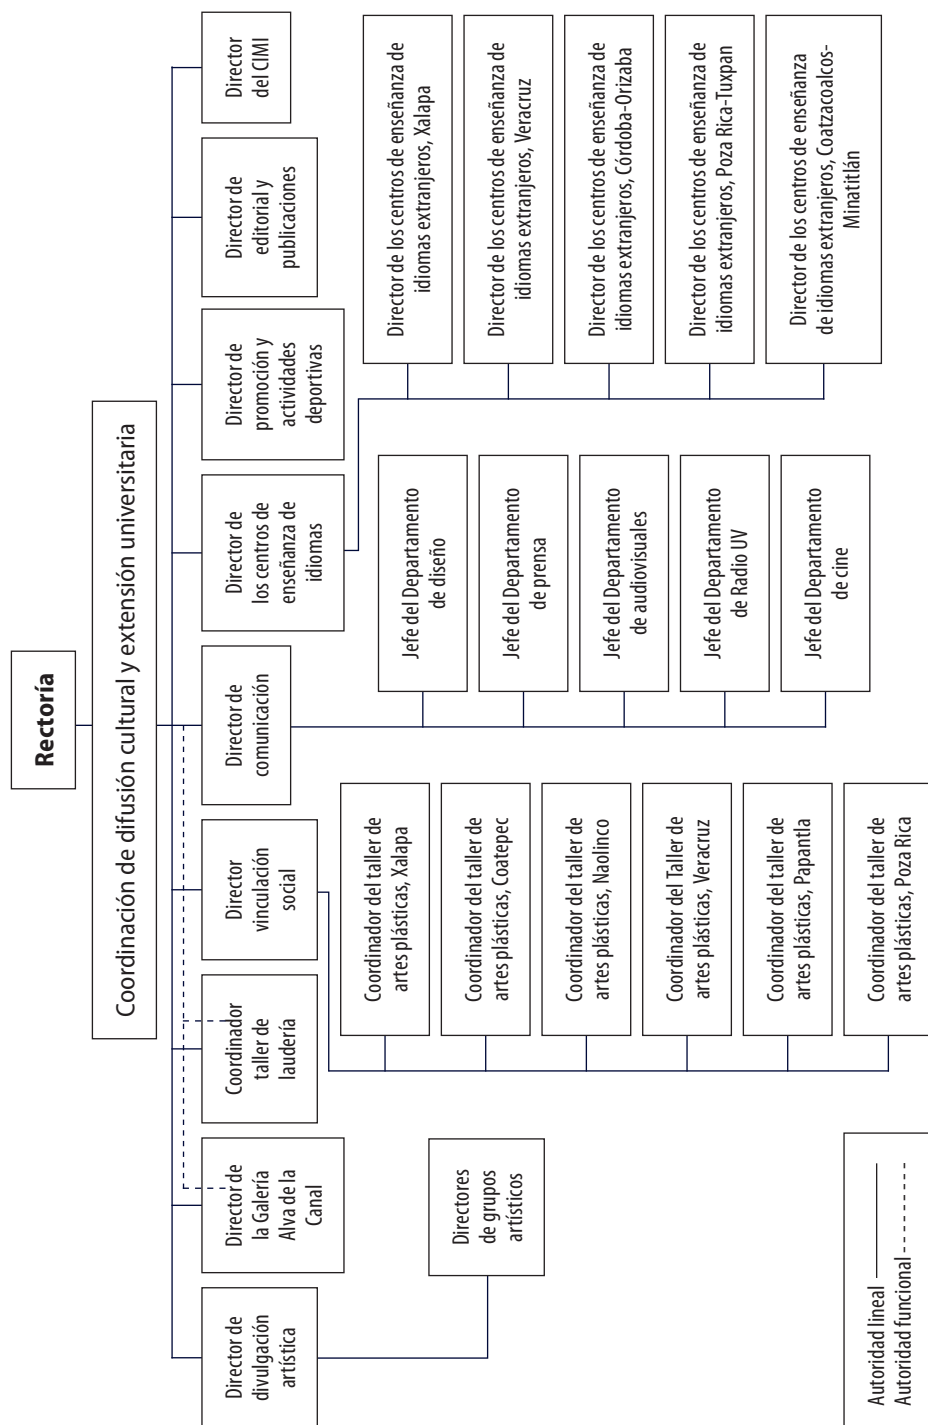 Rectoría
Coordinación de difusión cultural y extensión universitaria
Director de
divulgación
artística
Director de
la Galería
Alva de la
Canal
Coordinador
taller de
laudería
Director
vinculación
social
Director de
comunicación
Director de
los centros de
enseñanza de
idiomas
Director de
promoción y
actividades
deportivas
Director de
editorial y
publicaciones
Director
del CIMI
Directores
de grupos
artísticos
Coordinador del taller de
artes plásticas, Xalapa
Coordinador del taller de
artes plásticas, Coatepec
Coordinador del taller de
artes plásticas, Naolinco
Coordinador del Taller de
artes plásticas, Veracruz
Coordinador del taller de
artes plásticas, Papantla
Coordinador del taller de
artes plásticas, Poza Rica
Jefe del Departamento
de diseño
Jefe del Departamento
de prensa
Jefe del Departamento
de audiovisuales
Jefe del Departamento
de Radio UV
Jefe del Departamento
de cine
Director de los centros de enseñanza de
idiomas extranjeros, Xalapa
Director de los centros de enseñanza de
idiomas extranjeros, Veracruz
Director de los centros de enseñanza de
idiomas extranjeros, Córdoba-Orizaba
Director de los centros de enseñanza de
idiomas extranjeros, Poza Rica-Tuxpan
Director de los centros de enseñanza
de idiomas extranjeros, Coatzacoalcos-
Minatitlán
Autoridad lineal
Autoridad funcional